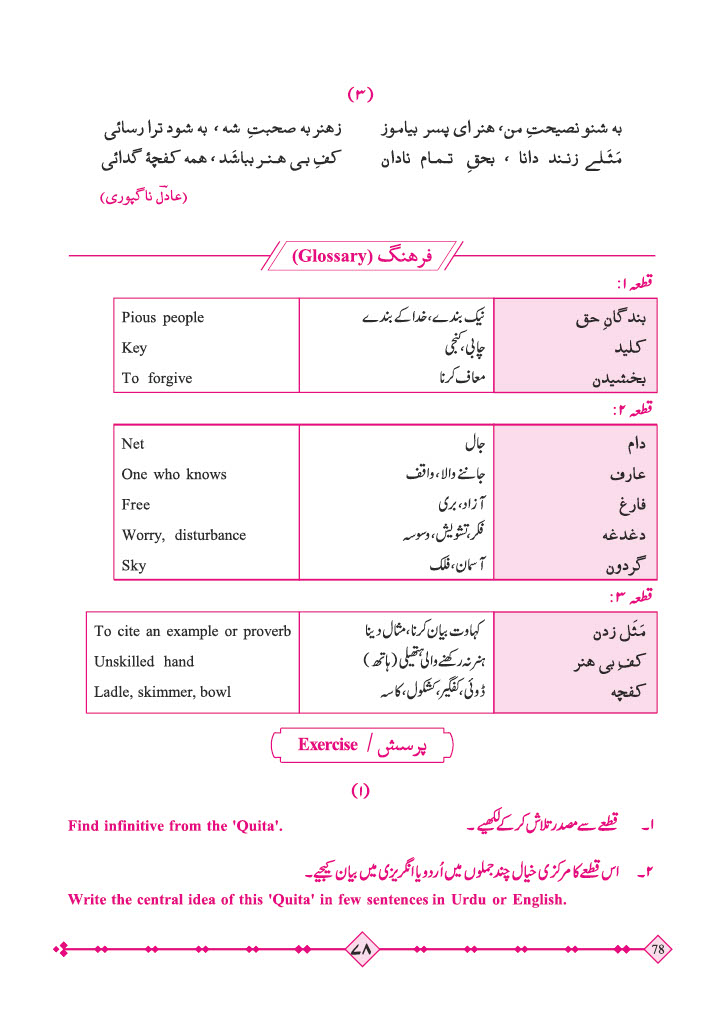 (۳)
به شنو نصیحتِ من، هنر ای پسر بیاموز زهنر به صحبتِ شه، به شود ترا رسائی
مَثَلے زنند دانا ، بحقِ تمام نادان کفِ بی هنر بباشَد، همه کفچۀ گدائی
(عادلؔ ناگپوری)
فرهنگ (Glossary)
قطعہ ۱:
بندگانِ حق نیک بندے، خدا کے بندے Pious people
کلید چابی، کنجی Key
بخشیدن معاف کرنا To forgive
قطعہ ۲:
دام جال Net
عارف جاننے والا، واقف One who knows
فارغ آزاد، بری Free
دغدغه فکر، تشویش، وسوسہ Worry, disturbance
گردون آسمان، فلک Sky
قطعہ ۳:
مَثَل زدن کہاوت بیان کرنا، مثال دینا To cite an example or proverb
کفِ بی هنر ہنر نہ رکھنے والی ہتھیلی (ہاتھ) Unskilled hand
کفچه ڈوئی، کفگیر، کشکول، کاسہ Ladle, skimmer, bowl
پرسش / Exercise
(۱)
۱۔ قطعے سے مصدر تلاش کر کے لکھیے ۔ Find infinitive from the 'Quita'.
۲۔ اس قطعے کا مرکزی خیال چند جملوں میں اُردو یا انگریزی میں بیان کیجیے۔
Write the central idea of this 'Quita' in few sentences in Urdu or English.
۷۸ 78